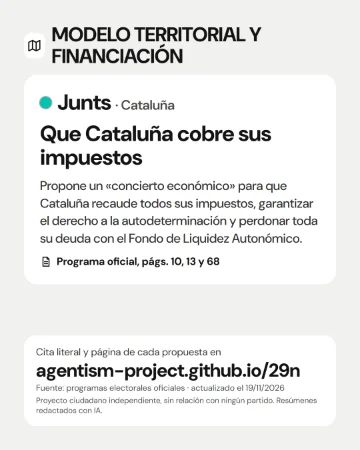 MODELO TERRITORIAL Y
FINANCIACIÓN
Junts · Cataluña
Que Cataluña cobre sus
impuestos
Propone un «concierto económico» para que
Cataluña recaude todos sus impuestos, garantizar
el derecho a la autodeterminación y perdonar toda
su deuda con el Fondo de Liquidez Autonómico.
Programa oficial, págs. 10, 13 y 68
Cita literal y página de cada propuesta en
agentism-project.github.io/29n
Fuente: programas electorales oficiales · actualizado el 19/11/2026
Proyecto ciudadano independiente, sin relación con ningún partido. Resúmenes
redactados con IA.